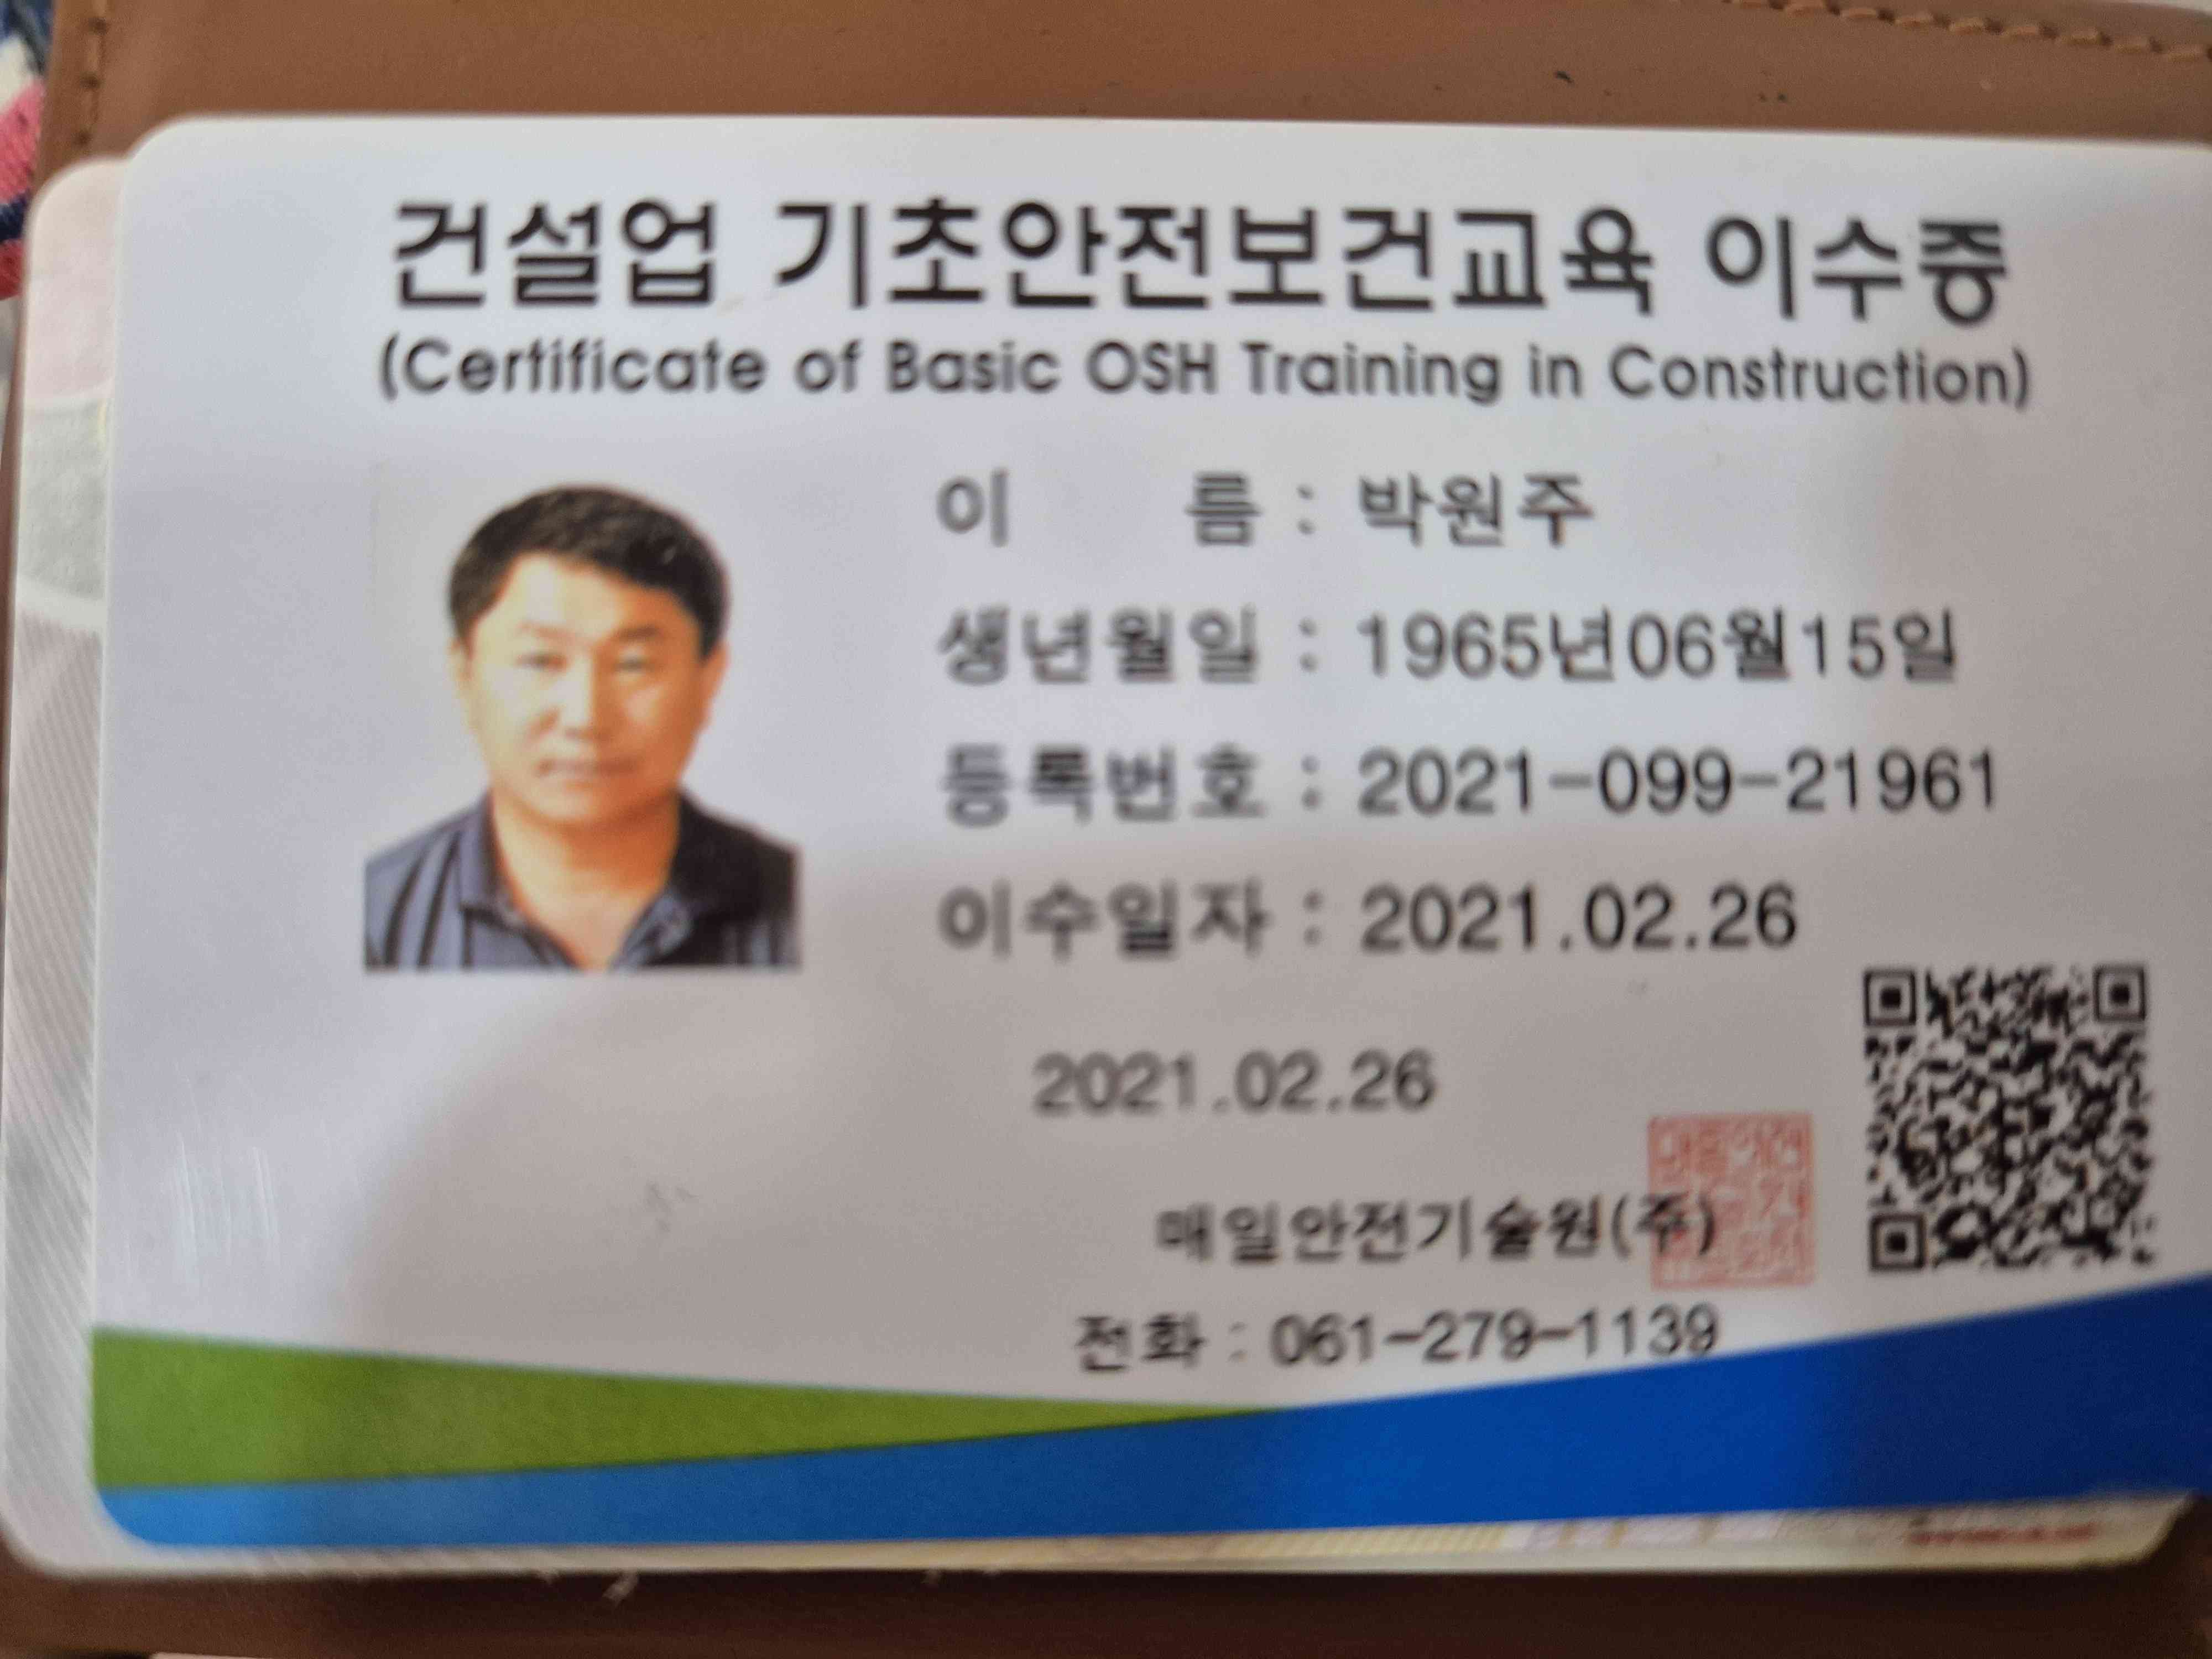 건설업 기초안전보건교육 이수증
(Certificate of Basic OSH Training in Construction)
이 름 : 박원주
생년월일 : 1965년06월15일
등록번호 : 2021-099-21961
이수일자 : 2021.02.26
2021.02.26
매일안전기술원(주)
전화 : 061-279-1139